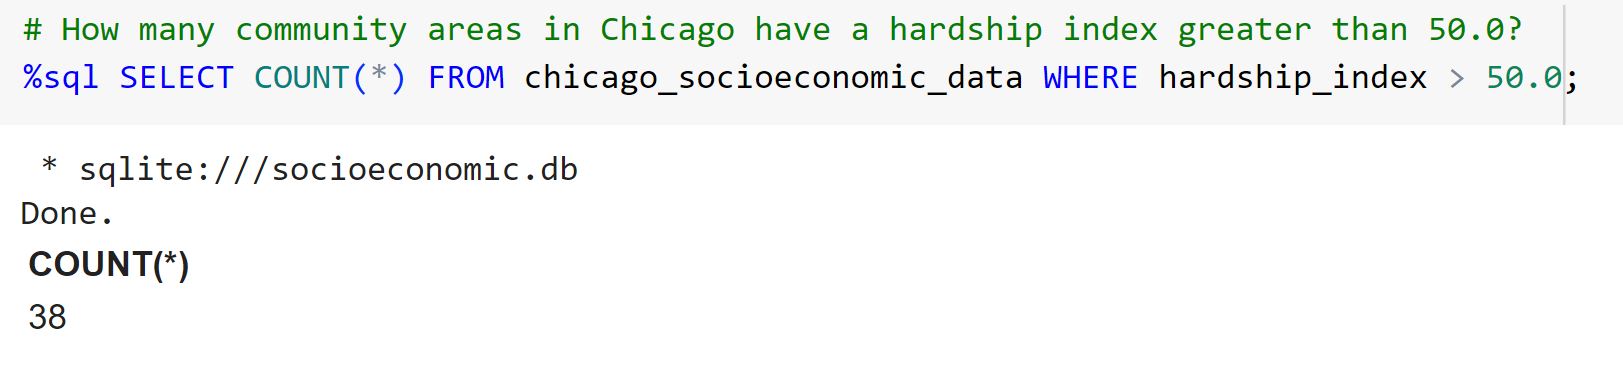 # How many community areas in Chicago have a hardship index greater than 50.0?
%sql SELECT COUNT(*) FROM chicago_socioeconomic_data WHERE hardship_index > 50.0;
* sqlite:///socioeconomic.db
Done.
COUNT(*)
38